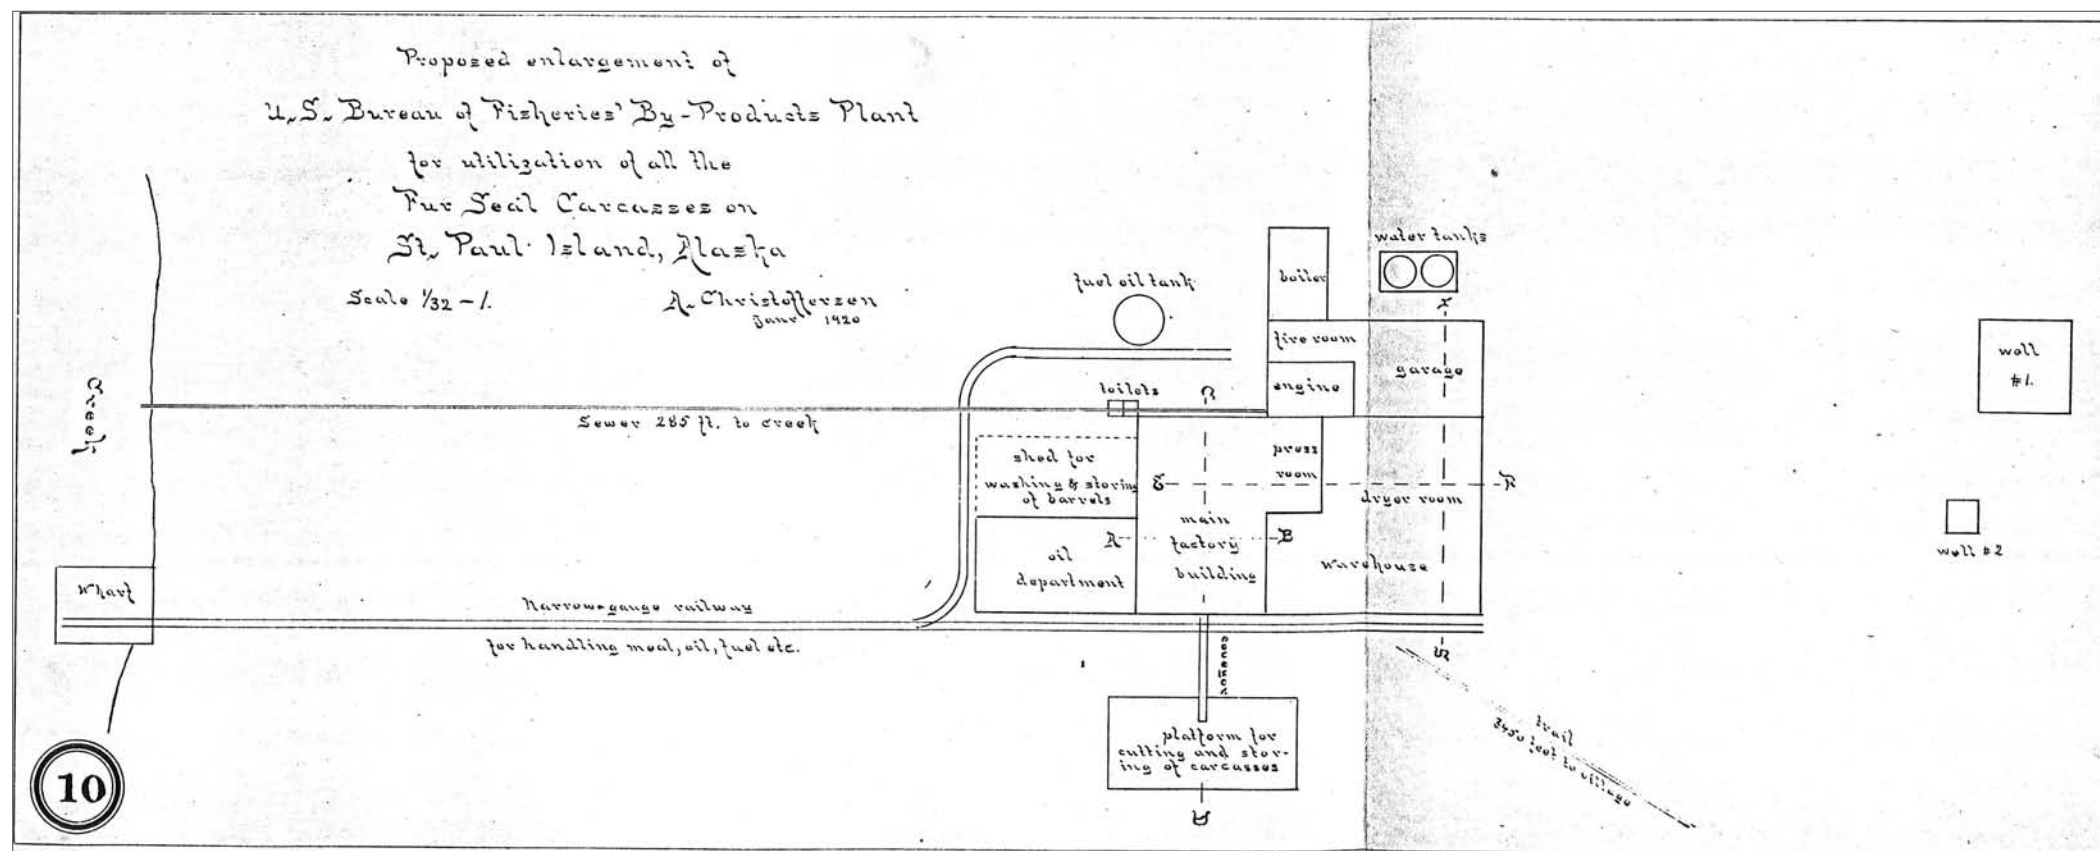 Proposed enlargement of
U.S. Bureau of Fisheries' By-Products Plant
for utilization of all the
Fur Seal Carcasses on
St. Paul Island, Alaska
Scale 1/32 - 1.
A. Christoffersen
Janr 1920
fuel oil tank
boiler
water tanks
fire room
engine
garage
well
#1.
Creek
toilets
C
X
Sewer 285 ft. to creek
shed for
washing & storing
of barrels
press
room
E
F
dryer room
main
factory
building
A
B
oil
department
warehouse
well #2
Wharf
Narrow-gauge railway
for handling meal, oil, fuel etc.
platform for
cutting and stor-
ing of carcasses
trail
3450 feet to village
10